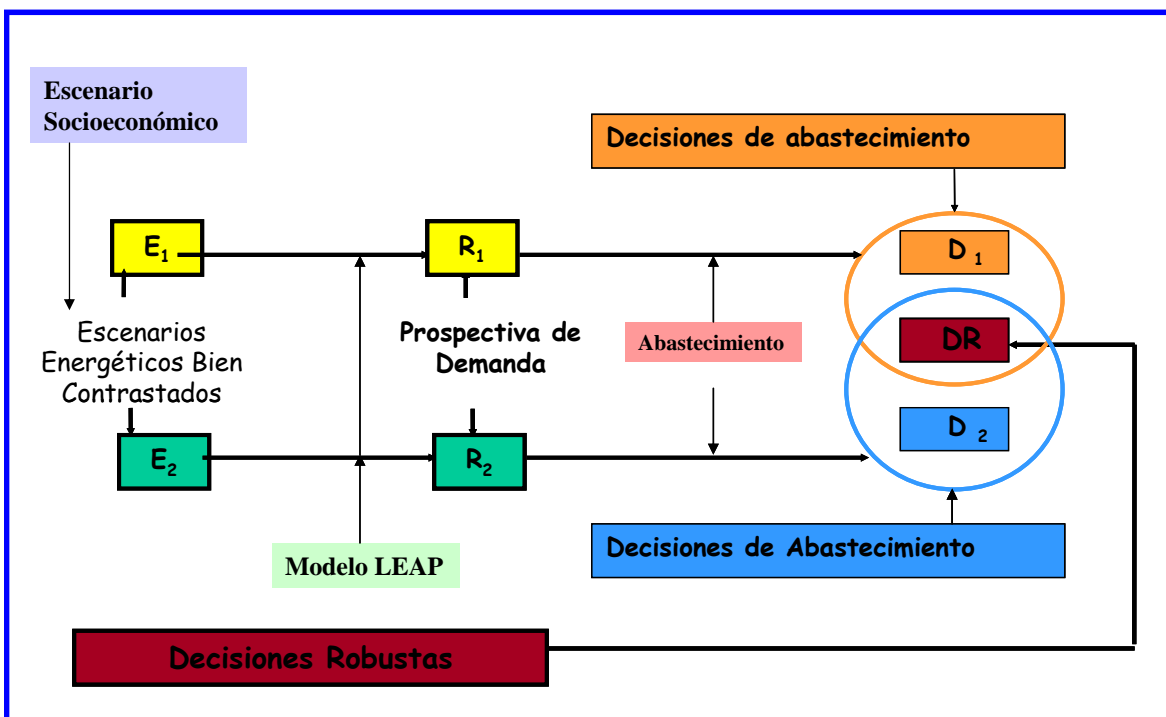 Escenario
Socioeconómico
Decisiones de abastecimiento
E₁
R₁
D ₁
Escenarios
Energéticos Bien
Contrastados
Prospectiva de
Demanda
Abastecimiento
DR
E₂
R₂
D ₂
Modelo LEAP
Decisiones de Abastecimiento
Decisiones Robustas